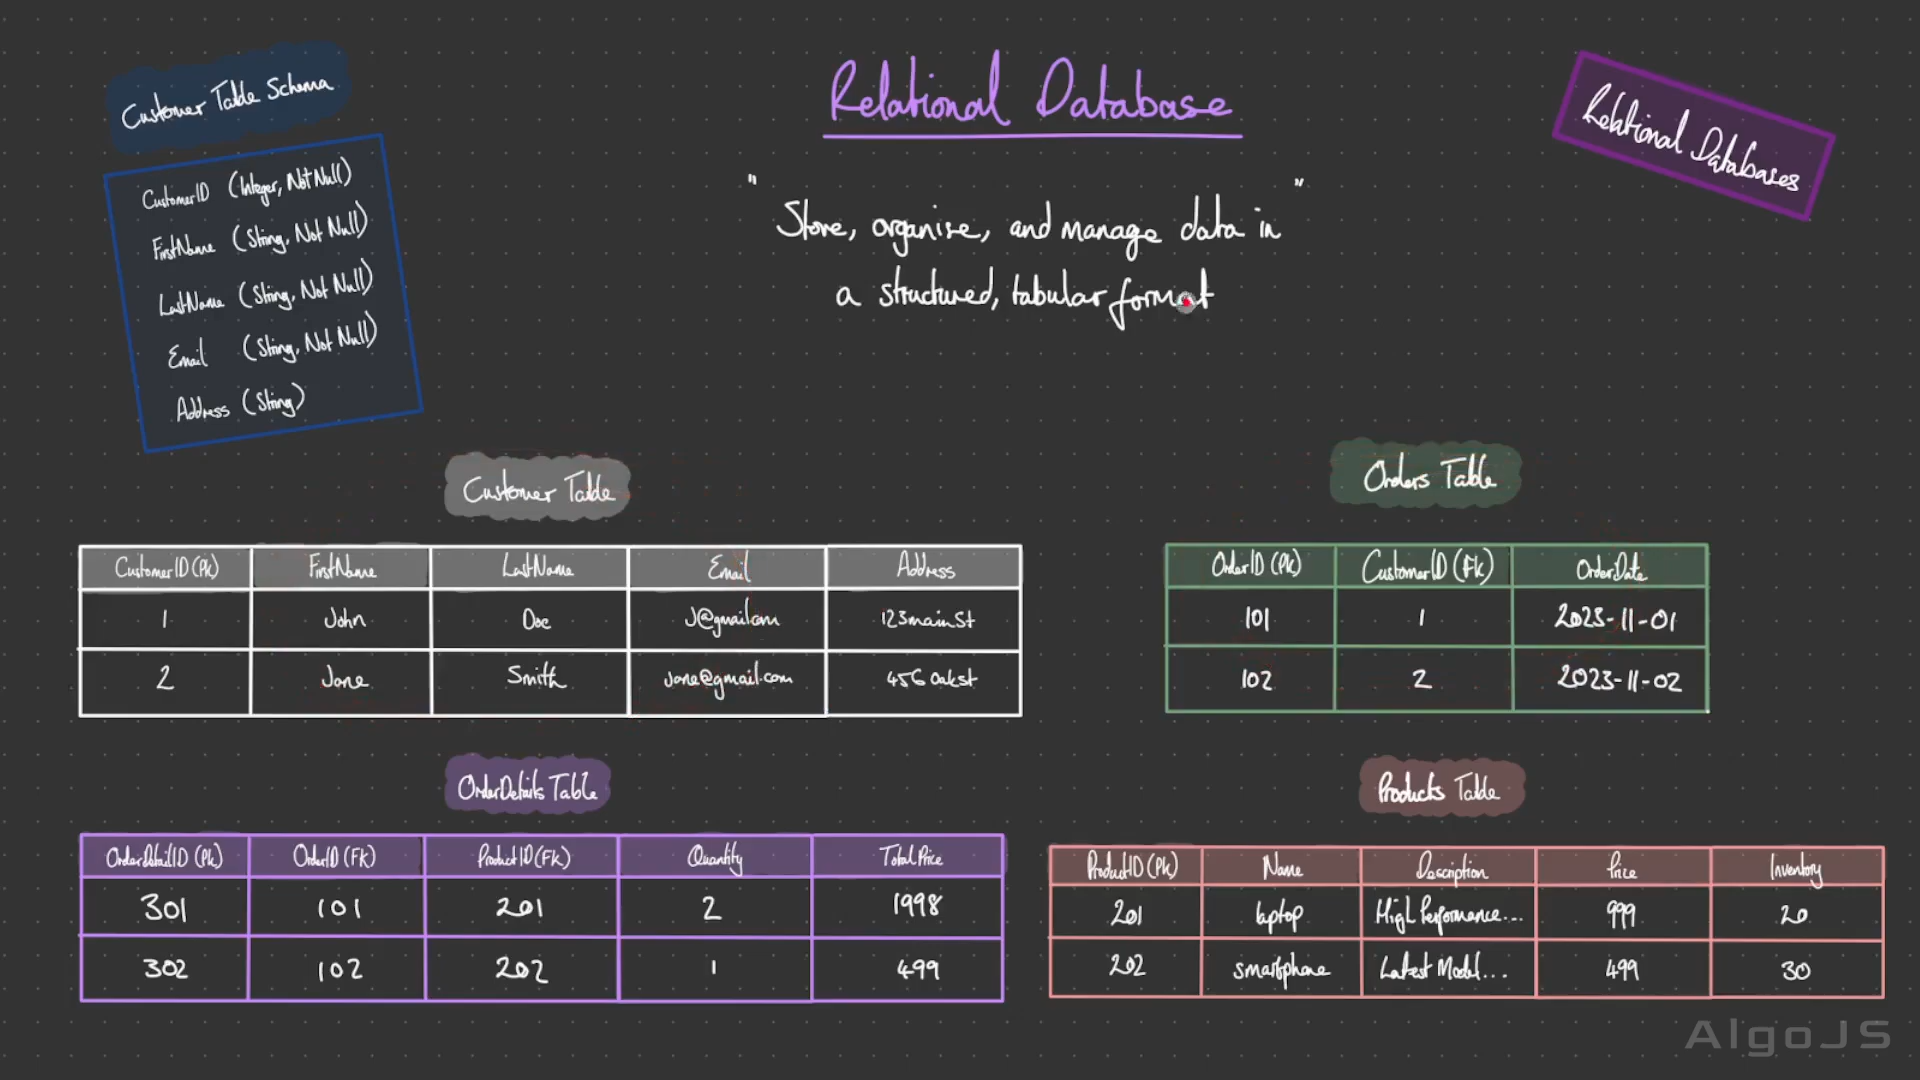 Customer Table Schema
Relational Database
Relational Databases
CustomerID (Integer, Not Null)
FirstName (String, Not Null)
LastName (String, Not Null)
Email (String, Not Null)
Address (String)
" Store, organise, and manage data in "
a structured, tabular format
Customer Table
CustomerID (Pk) FirstName LastName Email Address
1 John Doe J@gmail.com 123 main St
2 Jane Smith jane@gmail.com 456 Oak st
Orders Table
OrderID (Pk) CustomerID (Fk) OrderDate
101 1 2023-11-01
102 2 2023-11-02
OrderDetails Table
OrderDetailID (Pk) OrderID (Fk) ProductID (Fk) Quantity Total Price
301 101 201 2 1998
302 102 202 1 499
Products Table
ProductID (Pk) Name Description Price Inventory
201 laptop High Performance... 999 20
202 smartphone Latest Model... 499 30
AlgoJS